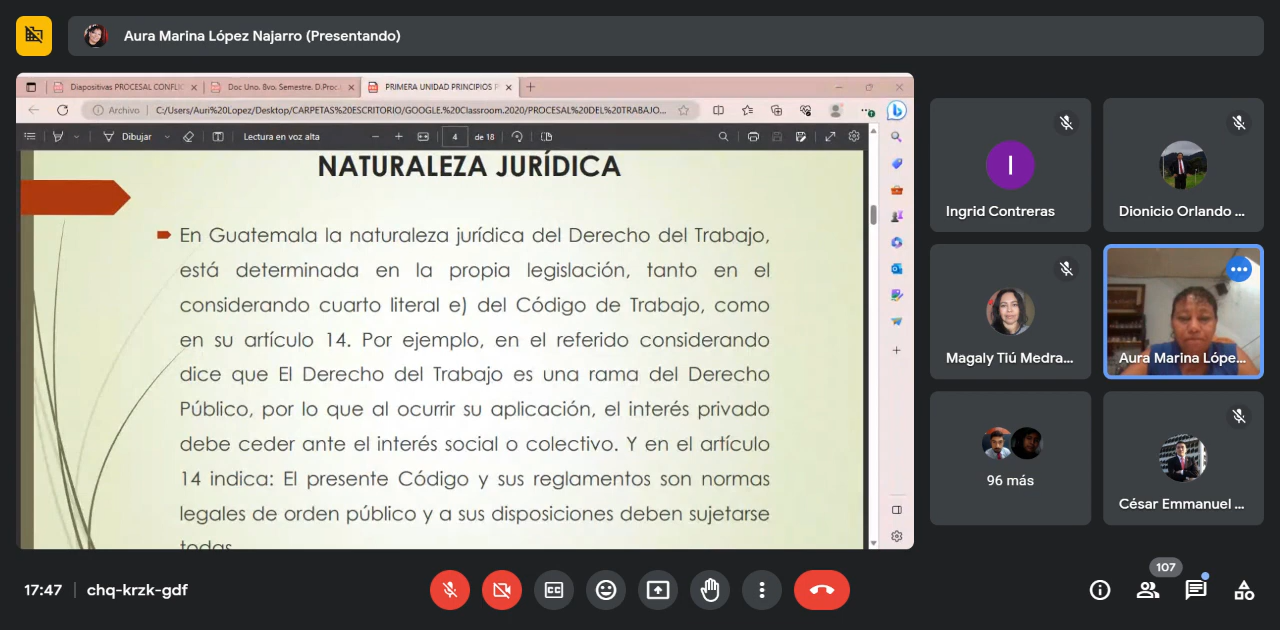 Aura Marina López Najarro (Presentando)
Diapositivas PROCESAL CONFLIC
Doc Uno. 8vo. Semestre. D.Proc
PRIMERA UNIDAD PRINCIPIOS
Archivo
C:/Users/Auri%20Lopez/Desktop/CARPETAS%20ESCRITORIO/GOOGLE.%20Classroom.2020/PROCESAL%20DEL%20TRABAJO...
Dibujar
Lectura en voz alta
4 de 18
NATURALEZA JURÍDICA
En Guatemala la naturaleza jurídica del Derecho del Trabajo,
está determinada en la propia legislación, tanto en el
considerando cuarto literal e) del Código de Trabajo, como
en su artículo 14. Por ejemplo, en el referido considerando
dice que El Derecho del Trabajo es una rama del Derecho
Público, por lo que al ocurrir su aplicación, el interés privado
debe ceder ante el interés social o colectivo. Y en el artículo
14 indica: El presente Código y sus reglamentos son normas
legales de orden público y a sus disposiciones deben sujetarse
todas
I
Ingrid Contreras
Dionicio Orlando ...
Magaly Tiú Medra...
Aura Marina Lópe...
96 más
César Emmanuel ...
17:47
chq-krzk-gdf
107